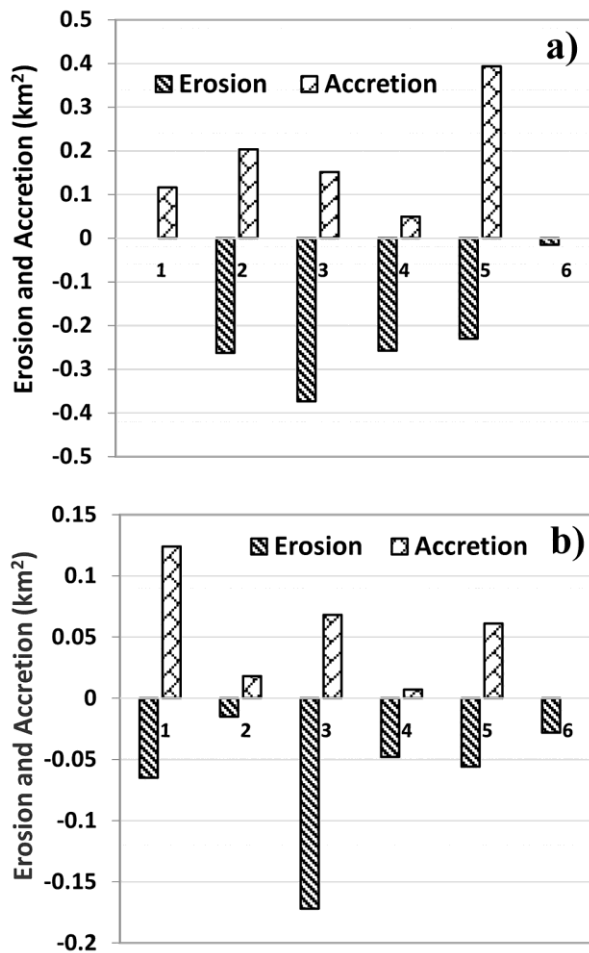 a)
Erosion Accretion
Erosion and Accretion (km²)
0.5
0.4
0.3
0.2
0.1
0
-0.1
-0.2
-0.3
-0.4
-0.5
1 2 3 4 5 6
b)
Erosion Accretion
Erosion and Accretion (km²)
0.15
0.1
0.05
0
-0.05
-0.1
-0.15
-0.2
1 2 3 4 5 6